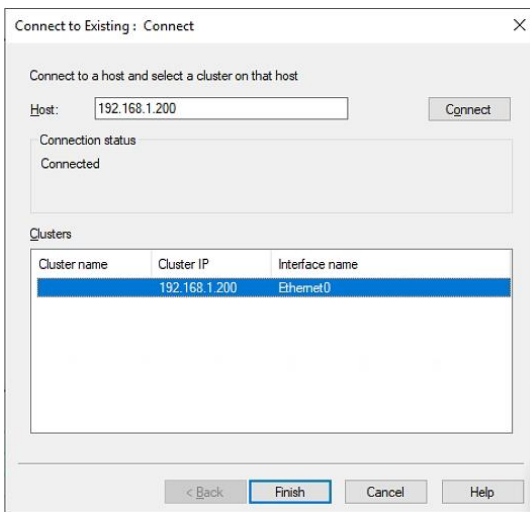 Connect to Existing : Connect
Connect to a host and select a cluster on that host
Host: 192.168.1.200 Connect
Connection status
Connected
Clusters
Cluster name Cluster IP Interface name
192.168.1.200 Ethernet0
< Back Finish Cancel Help